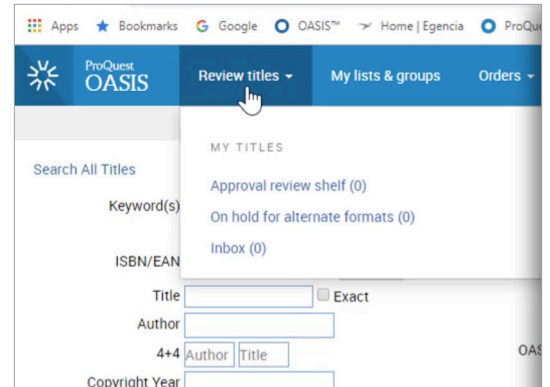 Apps Bookmarks Google OASIS™ Home | Egencia
ProQuest
OASIS Review titles My lists & groups Orders
MY TITLES
Search All Titles
Approval review shelf (0)
Keyword(s)
On hold for alternate formats (0)
Inbox (0)
ISBN/EAN
Title Exact
Author
4+4 Author Title
Copyright Year